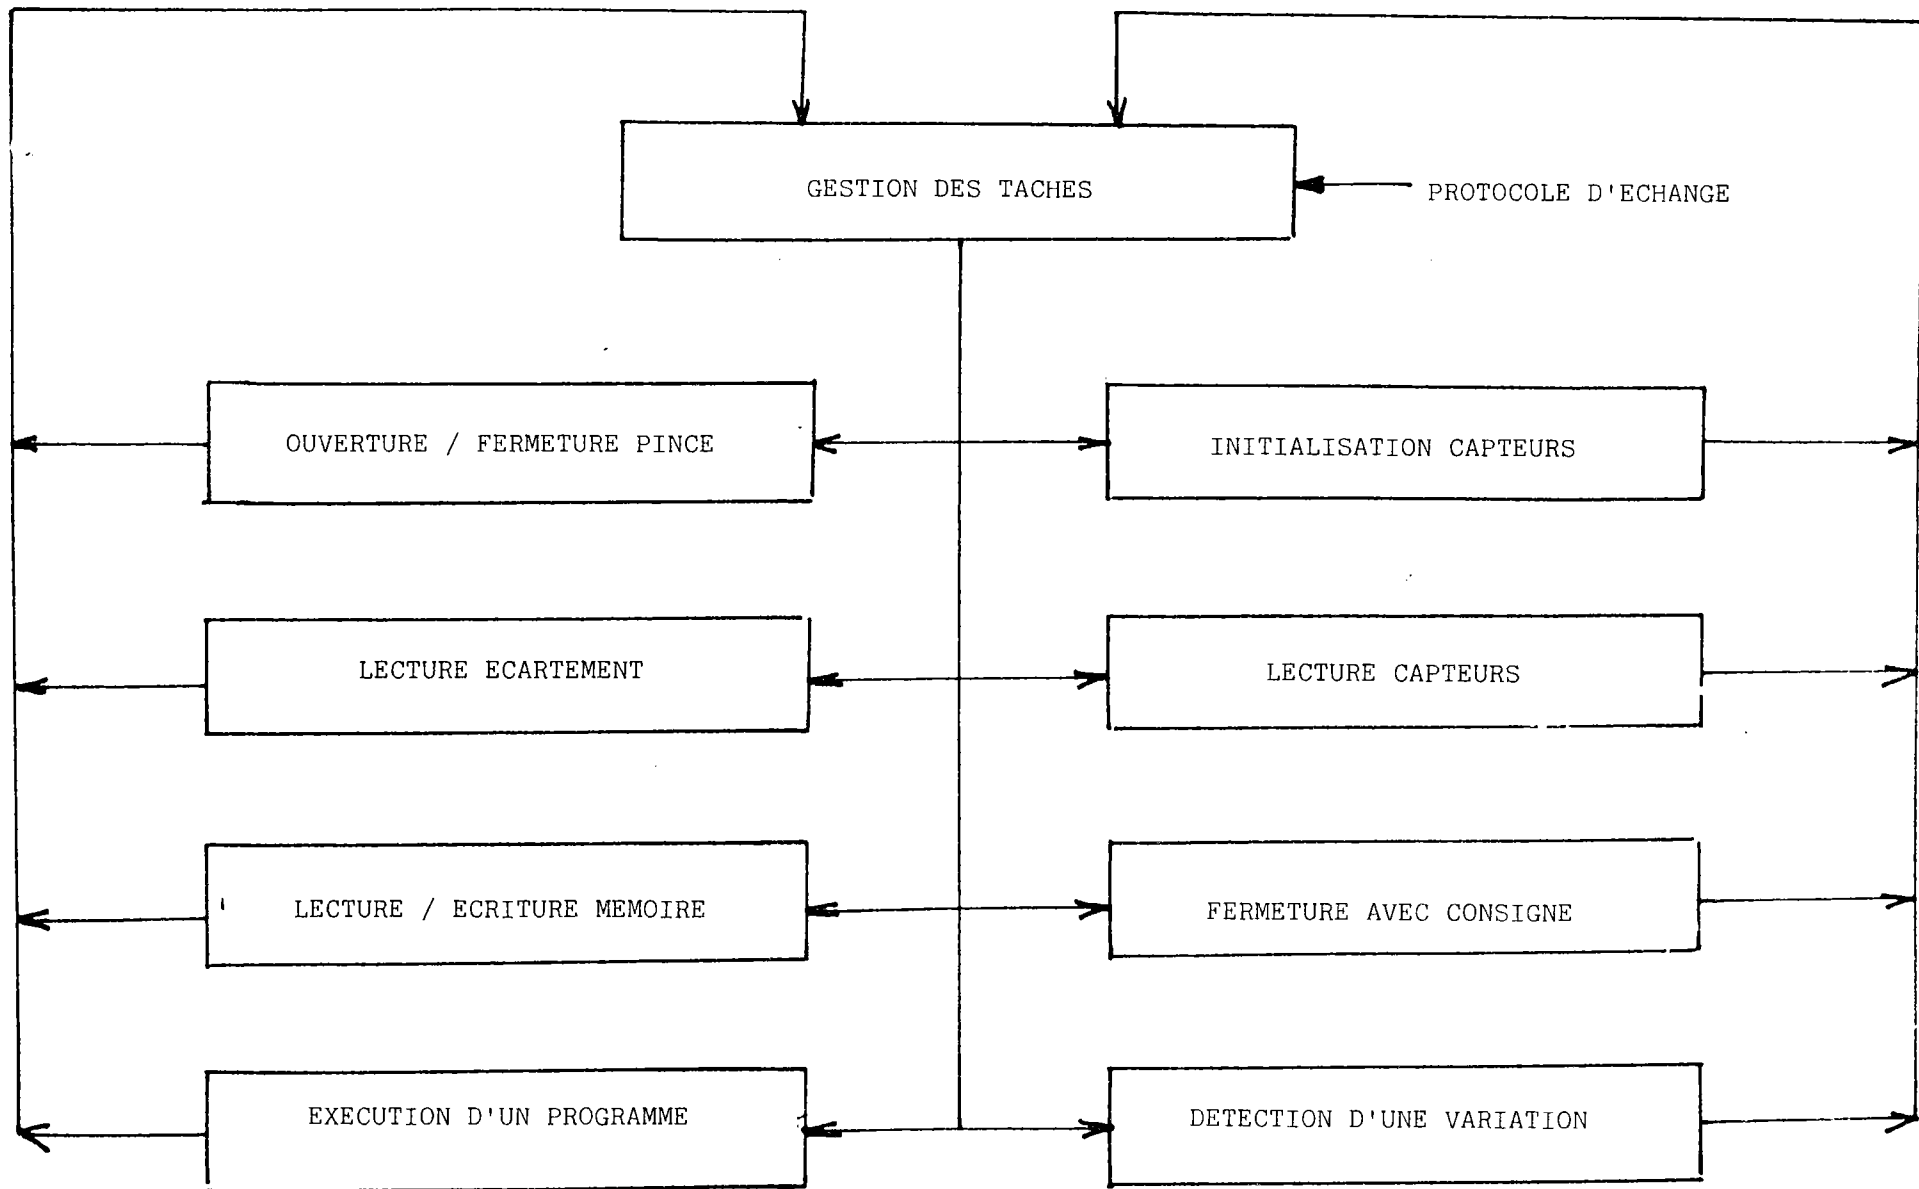 GESTION DES TACHES
PROTOCOLE D'ECHANGE
OUVERTURE / FERMETURE PINCE
INITIALISATION CAPTEURS
LECTURE ECARTEMENT
LECTURE CAPTEURS
LECTURE / ECRITURE MEMOIRE
FERMETURE AVEC CONSIGNE
EXECUTION D'UN PROGRAMME
DETECTION D'UNE VARIATION